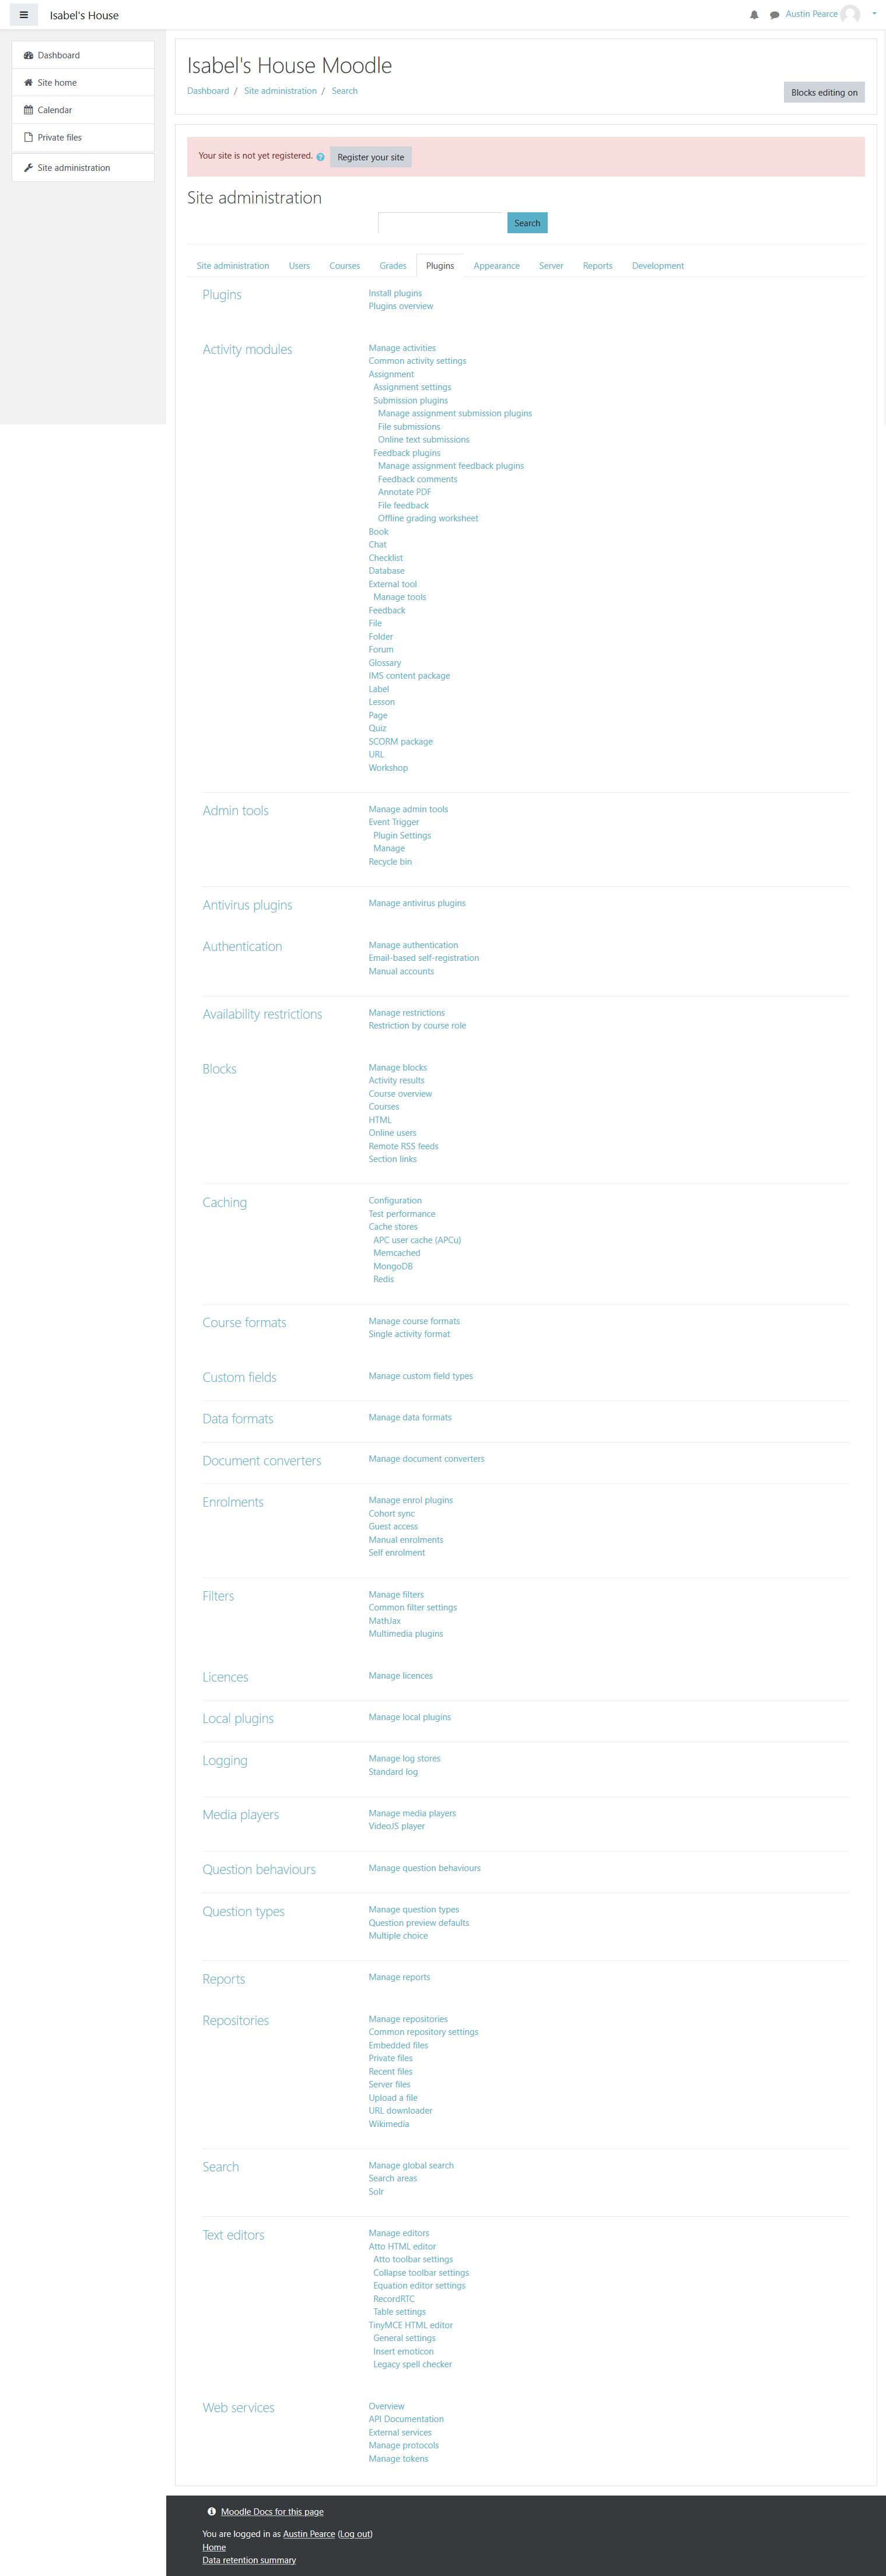 Isabel's House
Austin Pearce
Dashboard
Site home
Calendar
Private files
Site administration
Isabel's House Moodle
Dashboard / Site administration / Search
Blocks editing on
Your site is not yet registered.
Register your site
Site administration
Search
Site administration Users Courses Grades Plugins Appearance Server Reports Development
Plugins
Install plugins
Plugins overview
Activity modules
Manage activities
Common activity settings
Assignment
Assignment settings
Submission plugins
Manage assignment submission plugins
File submissions
Online text submissions
Feedback plugins
Manage assignment feedback plugins
Feedback comments
Annotate PDF
File feedback
Offline grading worksheet
Book
Chat
Checklist
Database
External tool
Manage tools
Feedback
File
Folder
Forum
Glossary
IMS content package
Label
Lesson
Page
Quiz
SCORM package
URL
Workshop
Admin tools
Manage admin tools
Event Trigger
Plugin Settings
Manage
Recycle bin
Antivirus plugins
Manage antivirus plugins
Authentication
Manage authentication
Email-based self-registration
Manual accounts
Availability restrictions
Manage restrictions
Restriction by course role
Blocks
Manage blocks
Activity results
Course overview
Courses
HTML
Online users
Remote RSS feeds
Section links
Caching
Configuration
Test performance
Cache stores
APC user cache (APCu)
Memcached
MongoDB
Redis
Course formats
Manage course formats
Single activity format
Custom fields
Manage custom field types
Data formats
Manage data formats
Document converters
Manage document converters
Enrolments
Manage enrol plugins
Cohort sync
Guest access
Manual enrolments
Self enrolment
Filters
Manage filters
Common filter settings
MathJax
Multimedia plugins
Licences
Manage licences
Local plugins
Manage local plugins
Logging
Manage log stores
Standard log
Media players
Manage media players
VideoJS player
Question behaviours
Manage question behaviours
Question types
Manage question types
Question preview defaults
Multiple choice
Reports
Manage reports
Repositories
Manage repositories
Common repository settings
Embedded files
Private files
Recent files
Server files
Upload a file
URL downloader
Wikimedia
Search
Manage global search
Search areas
Solr
Text editors
Manage editors
Atto HTML editor
Atto toolbar settings
Collapse toolbar settings
Equation editor settings
RecordRTC
Table settings
TinyMCE HTML editor
General settings
Insert emoticon
Legacy spell checker
Web services
Overview
API Documentation
External services
Manage protocols
Manage tokens
Moodle Docs for this page
You are logged in as Austin Pearce (Log out)
Home
Data retention summary